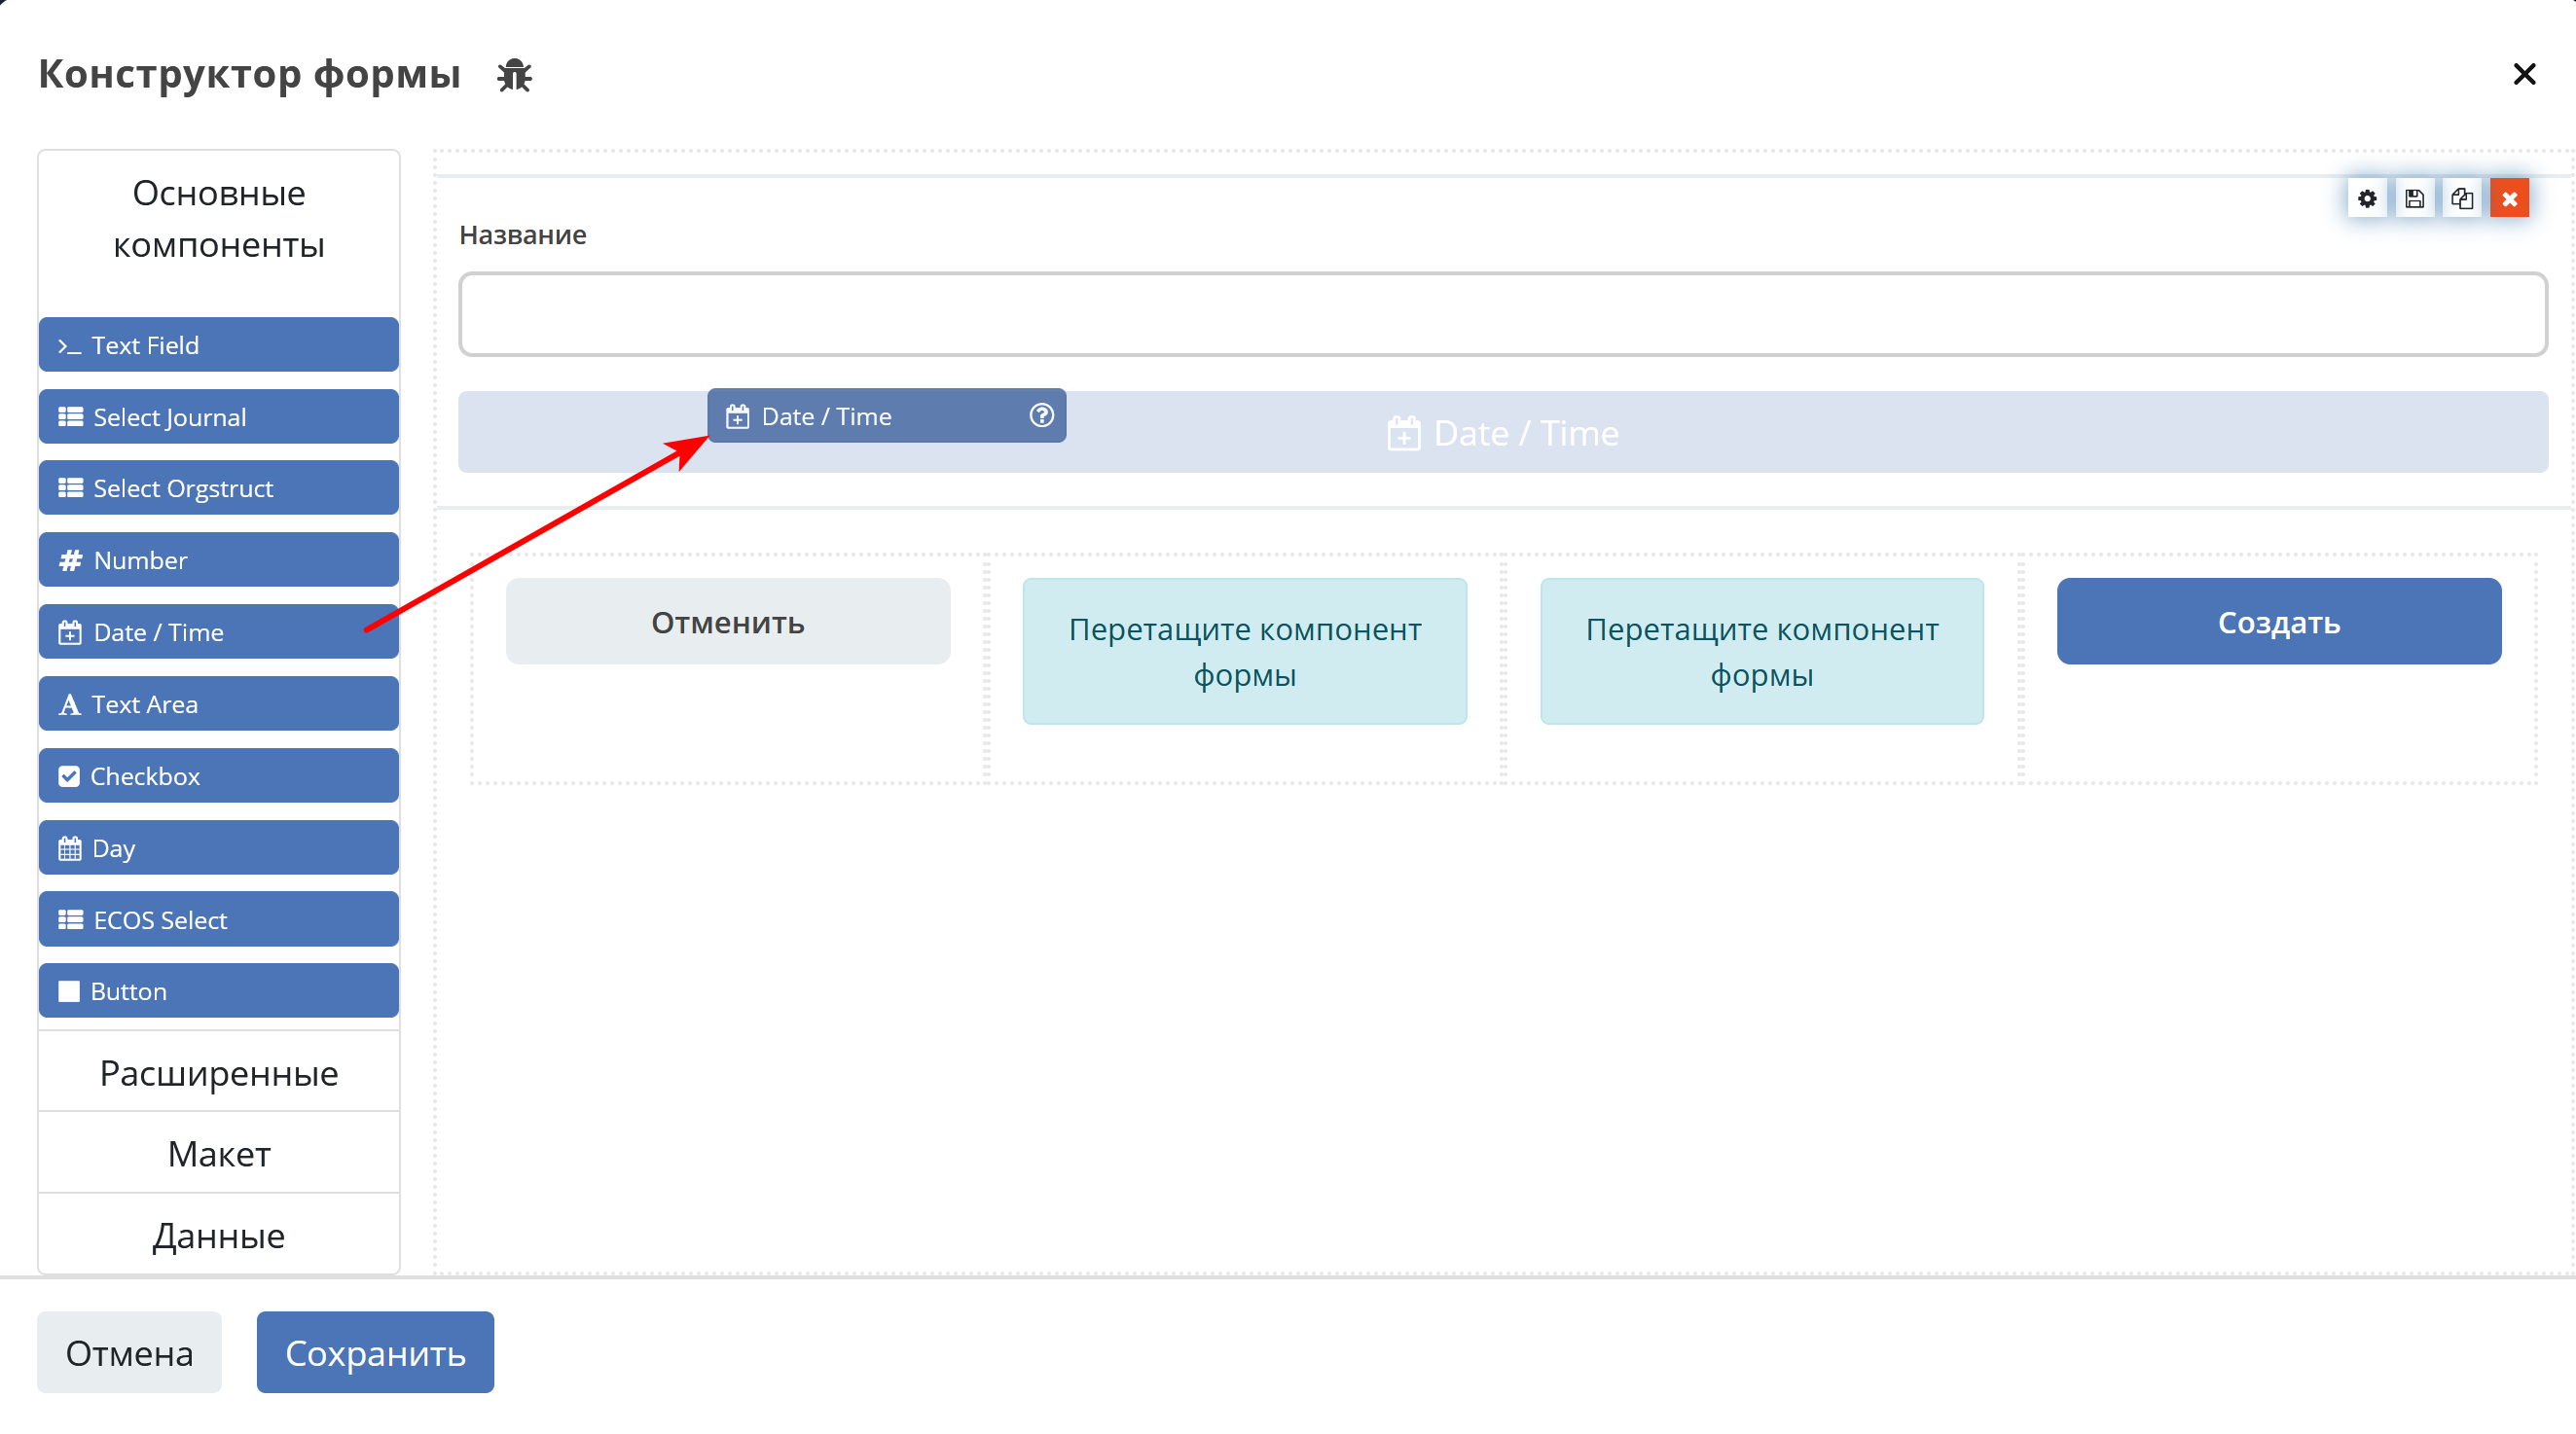 Конструктор формы
Основные
компоненты
Text Field
Select Journal
Select Orgstruct
Number
Date / Time
Text Area
Checkbox
Day
ECOS Select
Button
Расширенные
Макет
Данные
Название
Date / Time
Date / Time
Отменить
Перетащите компонент
формы
Перетащите компонент
формы
Создать
Отмена
Сохранить